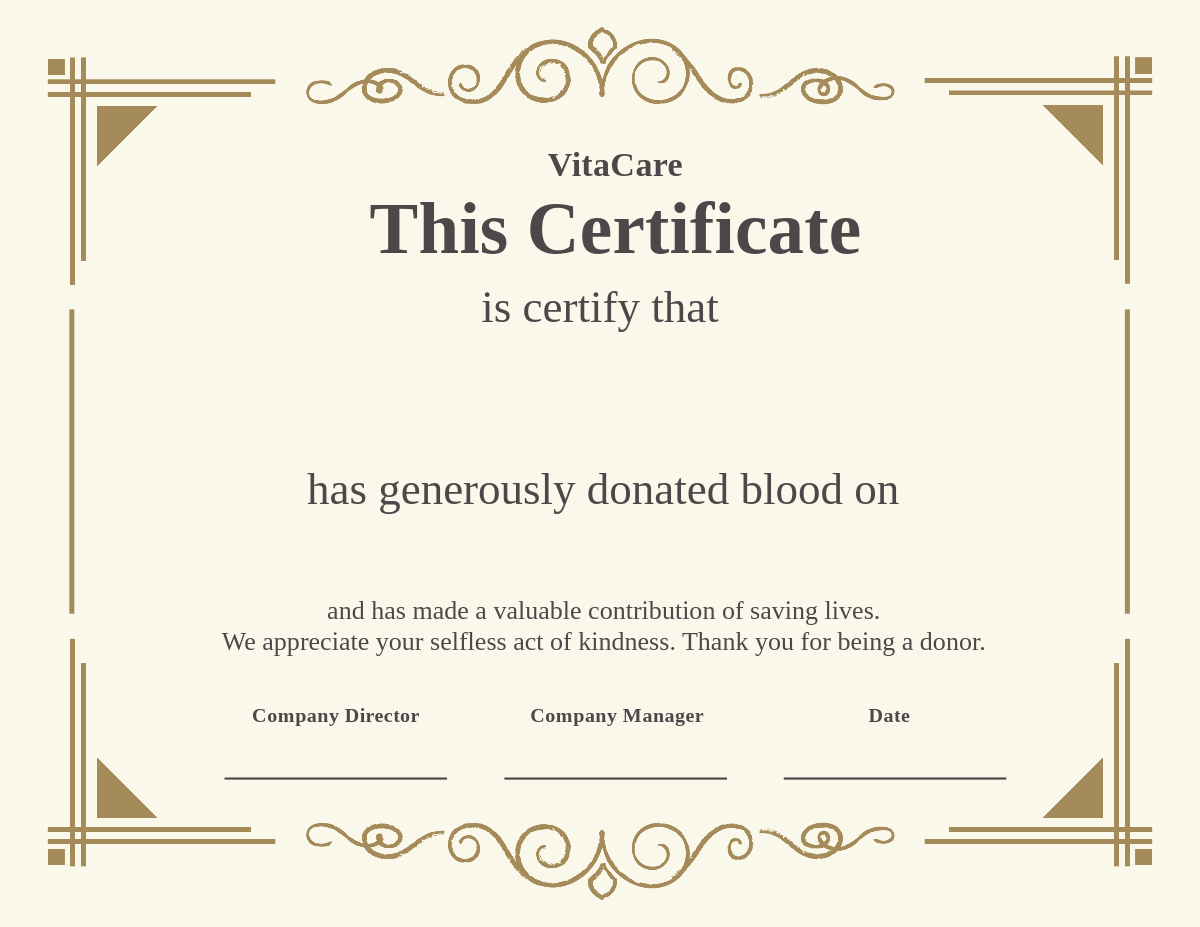 VitaCare
This Certificate
is certify that
has generously donated blood on
and has made a valuable contribution of saving lives.
We appreciate your selfless act of kindness. Thank you for being a donor.
Company Director Company Manager Date